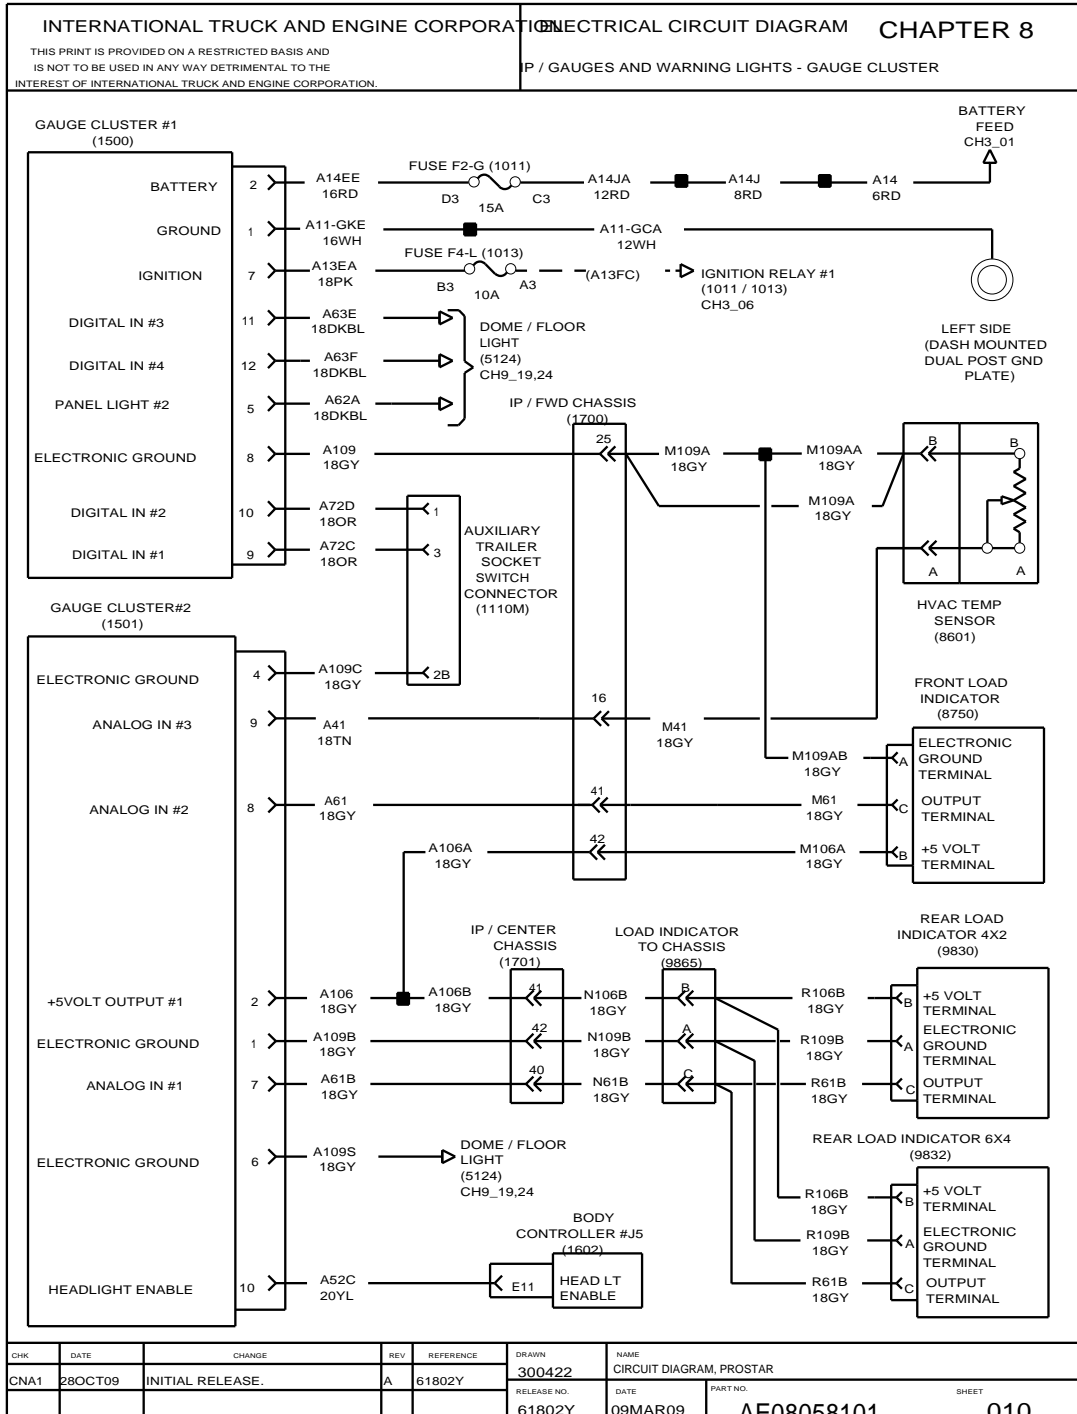 INTERNATIONAL TRUCK AND ENGINE CORPORATION
ELECTRICAL CIRCUIT DIAGRAM
CHAPTER 8
THIS PRINT IS PROVIDED ON A RESTRICTED BASIS AND
IS NOT TO BE USED IN ANY WAY DETRIMENTAL TO THE
INTEREST OF INTERNATIONAL TRUCK AND ENGINE CORPORATION.
IP / GAUGES AND WARNING LIGHTS - GAUGE CLUSTER
GAUGE CLUSTER #1
(1500)
BATTERY
FEED
CH3_01
BATTERY
2
A14EE
16RD
FUSE F2-G (1011)
D3
15A
C3
A14JA
12RD
A14J
8RD
A14
6RD
GROUND
1
A11-GKE
16WH
A11-GCA
12WH
IGNITION
7
A13EA
18PK
FUSE F4-L (1013)
B3
10A
A3
(A13FC)
IGNITION RELAY #1
(1011 / 1013)
CH3_06
LEFT SIDE
(DASH MOUNTED
DUAL POST GND
PLATE)
DIGITAL IN #3
11
A63E
18DKBL
DIGITAL IN #4
12
A63F
18DKBL
PANEL LIGHT #2
5
A62A
18DKBL
DOME / FLOOR
LIGHT
(5124)
CH9_19,24
IP / FWD CHASSIS
(1700)
ELECTRONIC GROUND
8
A109
18GY
25
M109A
18GY
M109AA
18GY
M109A
18GY
B
B
A
A
HVAC TEMP
SENSOR
(8601)
DIGITAL IN #2
10
A72D
18OR
1
DIGITAL IN #1
9
A72C
18OR
3
AUXILIARY
TRAILER
SOCKET
SWITCH
CONNECTOR
(1110M)
GAUGE CLUSTER#2
(1501)
ELECTRONIC GROUND
4
A109C
18GY
2B
ANALOG IN #3
9
A41
18TN
16
M41
18GY
FRONT LOAD
INDICATOR
(8750)
M109AB
18GY
A
ELECTRONIC
GROUND
TERMINAL
ANALOG IN #2
8
A61
18GY
41
M61
18GY
C
OUTPUT
TERMINAL
A106A
18GY
42
M106A
18GY
B
+5 VOLT
TERMINAL
IP / CENTER
CHASSIS
(1701)
LOAD INDICATOR
TO CHASSIS
(9865)
REAR LOAD
INDICATOR 4X2
(9830)
+5VOLT OUTPUT #1
2
A106
18GY
A106B
18GY
41
N106B
18GY
B
R106B
18GY
B
+5 VOLT
TERMINAL
ELECTRONIC GROUND
1
A109B
18GY
42
N109B
18GY
A
R109B
18GY
A
ELECTRONIC
GROUND
TERMINAL
ANALOG IN #1
7
A61B
18GY
40
N61B
18GY
C
R61B
18GY
C
OUTPUT
TERMINAL
REAR LOAD INDICATOR 6X4
(9832)
ELECTRONIC GROUND
6
A109S
18GY
DOME / FLOOR
LIGHT
(5124)
CH9_19,24
R106B
18GY
B
+5 VOLT
TERMINAL
R109B
18GY
A
ELECTRONIC
GROUND
TERMINAL
R61B
18GY
C
OUTPUT
TERMINAL
BODY
CONTROLLER #J5
(1602)
HEADLIGHT ENABLE
10
A52C
20YL
E11
HEAD LT
ENABLE
CHK
DATE
CHANGE
REV
REFERENCE
DRAWN
NAME
CNA1
28OCT09
INITIAL RELEASE.
A
61802Y
300422
CIRCUIT DIAGRAM, PROSTAR
RELEASE NO.
DATE
PART NO.
SHEET
61802Y
09MAR09
AE08058101
010